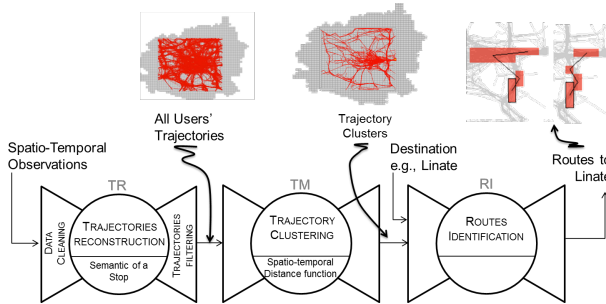 All Users'
Trajectories
Trajectory
Clusters
Spatio-Temporal
Observations
Destination
e.g., Linate
Routes to
Linate
TR
TM
RI
DATA
CLEANING
TRAJECTORIES
RECONSTRUCTION
Semantic of a
Stop
TRAJECTORIES
FILTERING
TRAJECTORY
CLUSTERING
Spatio-temporal
Distance function
ROUTES
IDENTIFICATION